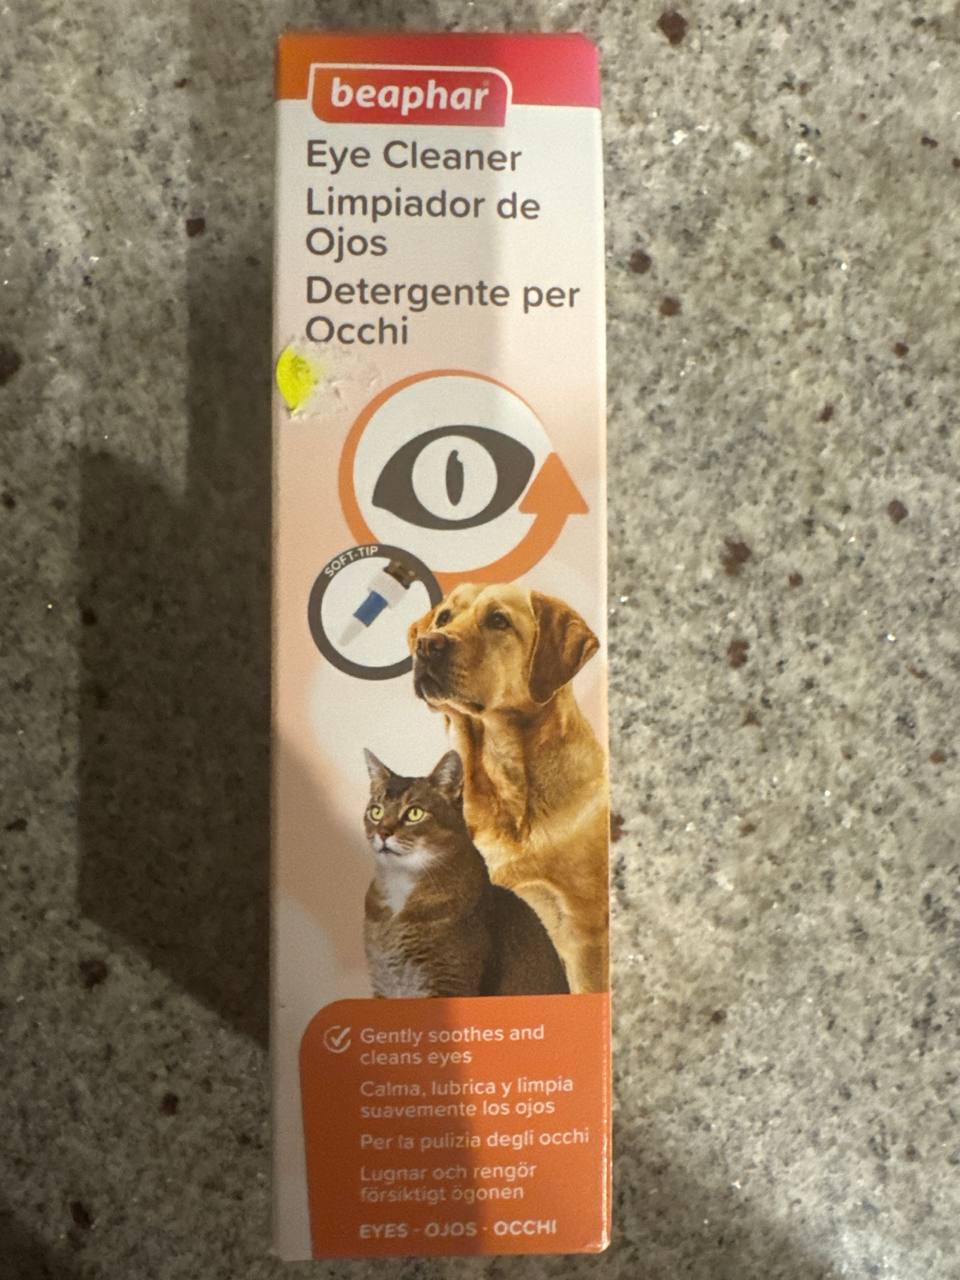 beaphar
Eye Cleaner
Limpiador de
Ojos
Detergente per
Occhi
SOFT-TIP
Gently soothes and
cleans eyes
Calma, lubrica y limpia
suavemente los ojos
Per la pulizia degli occhi
Lugnar och rengör
försiktigt ögonen
EYES - OJOS - OCCHI